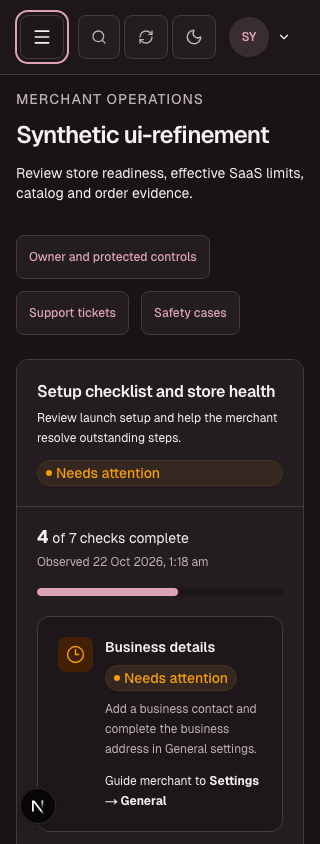 SY
MERCHANT OPERATIONS
Synthetic ui-refinement
Review store readiness, effective SaaS limits,
catalog and order evidence.
Owner and protected controls
Support tickets
Safety cases
Setup checklist and store health
Review launch setup and help the merchant
resolve outstanding steps.
Needs attention
4 of 7 checks complete
Observed 22 Oct 2026, 1:18 am
Business details
Needs attention
Add a business contact and
complete the business
address in General settings.
Guide merchant to Settings
→ General
N